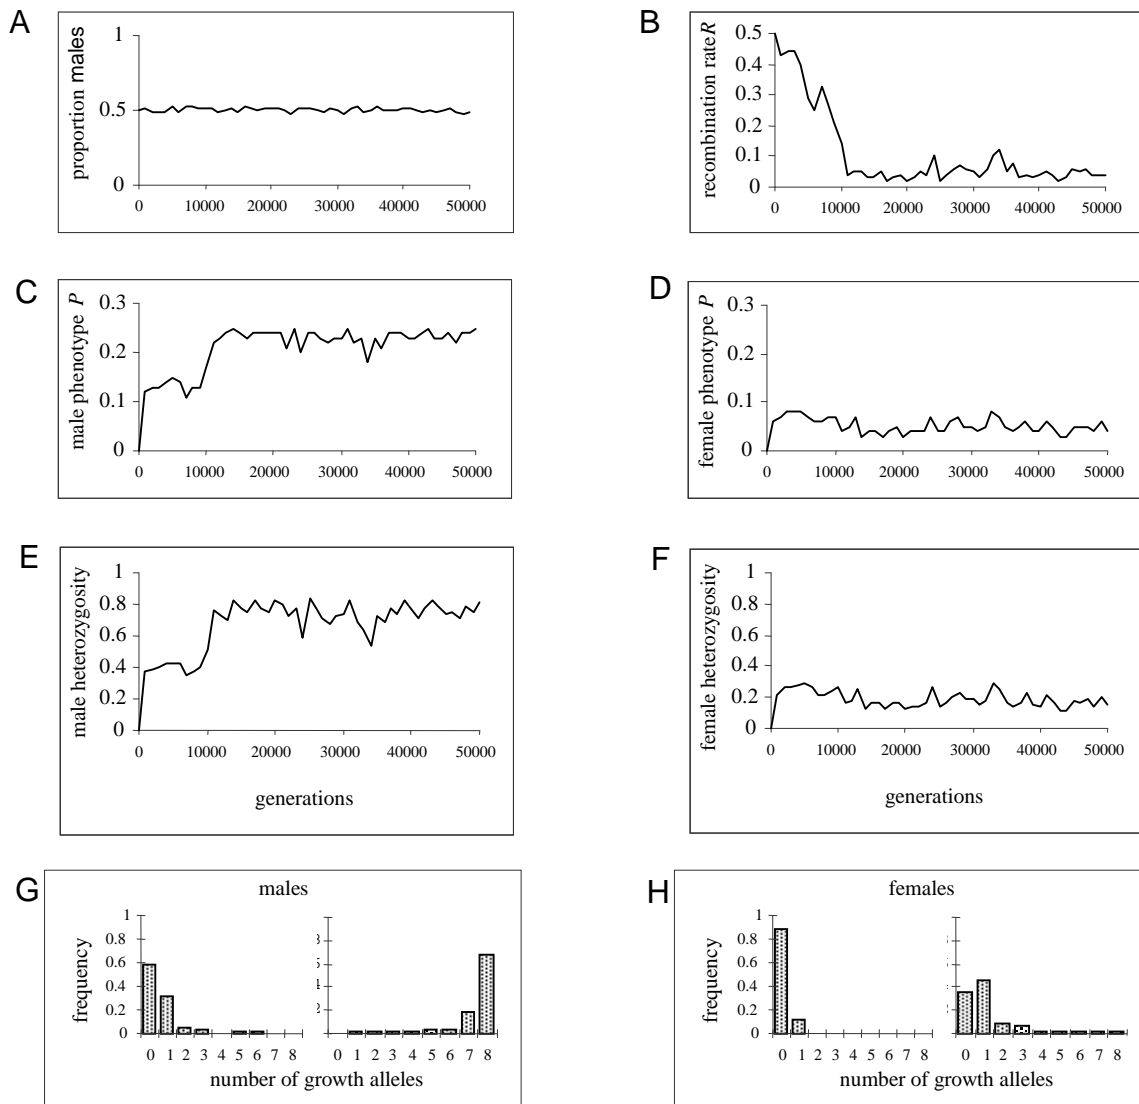 A
1
0.5
0
proportion males
0 10000 20000 30000 40000 50000
B
0.5
0.4
0.3
0.2
0.1
0
recombination rate R
0 10000 20000 30000 40000 50000
C
0.3
0.2
0.1
0
male phenotype P
0 10000 20000 30000 40000 50000
D
0.3
0.2
0.1
0
female phenotype P
0 10000 20000 30000 40000 50000
E
1
0.8
0.6
0.4
0.2
0
male heterozygosity
0 10000 20000 30000 40000 50000
generations
F
1
0.8
0.6
0.4
0.2
0
female heterozygosity
0 10000 20000 30000 40000 50000
generations
G
males
1
0.8
0.6
0.4
0.2
0
frequency
0 1 2 3 4 5 6 7 8
0 1 2 3 4 5 6 7 8
number of growth alleles
H
females
1
0.8
0.6
0.4
0.2
0
frequency
0 1 2 3 4 5 6 7 8
0 1 2 3 4 5 6 7 8
number of growth alleles